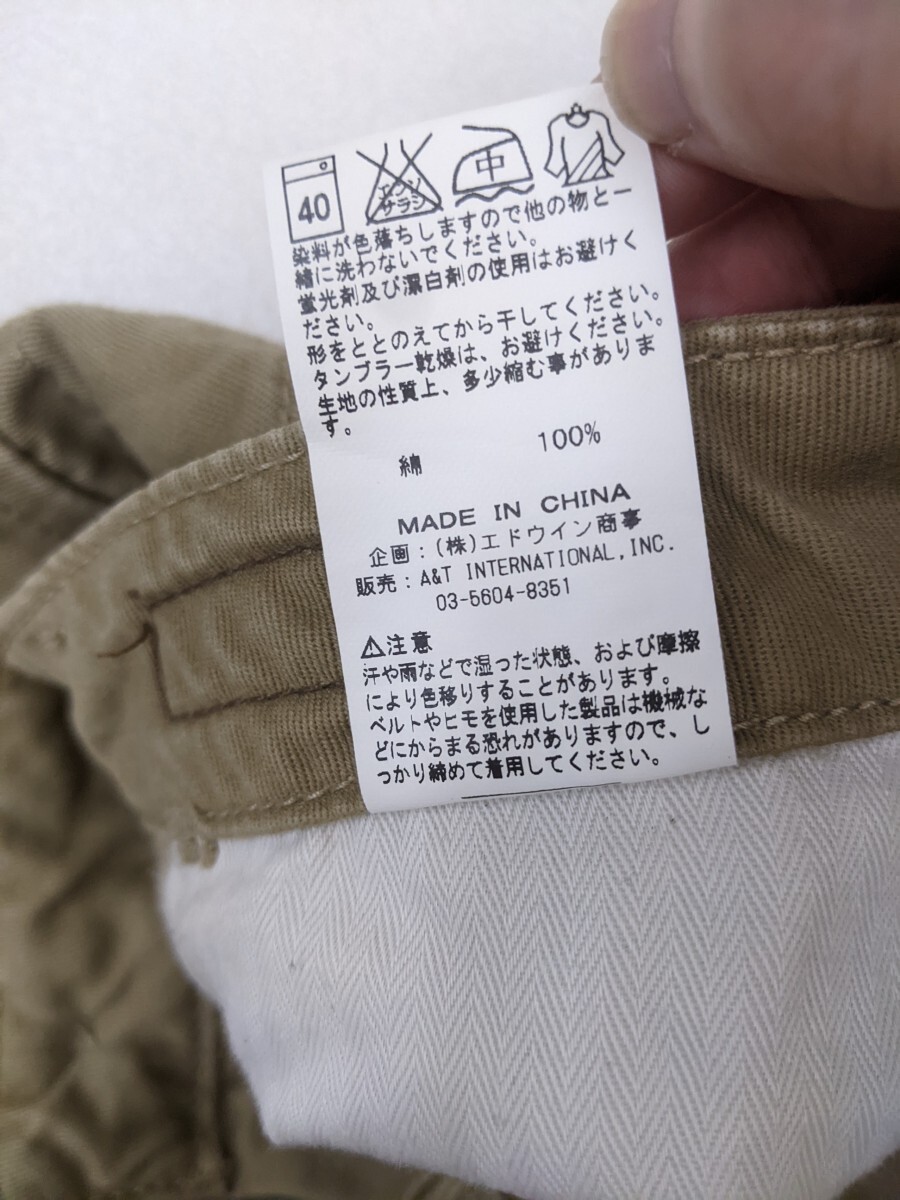 40
エンソ
サラシ
中
染料が色落ちしますので他の物と一
緒に洗わないでください。
蛍光剤及び漂白剤の使用はお避けく
ださい。
形をととのえてから干してください。
タンブラー乾燥は、お避けください。
生地の性質上、多少縮む事がありま
す。
綿 100%
MADE IN CHINA
企画:(株)エドウイン商事
販売:A&T INTERNATIONAL,INC.
03-5604-8351
⚠注意
汗や雨などで湿った状態、および摩擦
により色移りすることがあります。
ベルトやヒモを使用した製品は機械な
どにからまる恐れがありますので、し
っかり締めて着用してください。